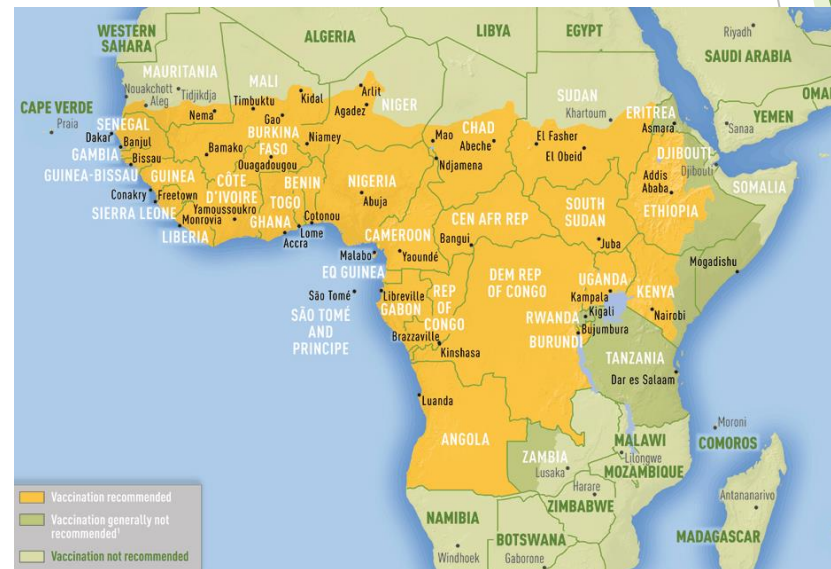 WESTERN
SAHARA
ALGERIA
LIBYA
EGYPT
Riyadh
SAUDI ARABIA
MAURITANIA
MALI
NIGER
CHAD
SUDAN
Khartoum
ERITREA
Asmara
YEMEN
Sanaa
OMA
Nouakchott
Aleg
Tidjikdja
Nema
Timbuktu
Kidal
Gao
Arlit
Agadez
CAPE VERDE
Praia
SENEGAL
Dakar
Banjul
GAMBIA
Bissau
GUINEA-BISSAU
GUINEA
Bamako
BURKINA
FASO
Ouagadougou
Niamey
Mao
Abeche
Ndjamena
El Fasher
El Obeid
DJIBOUTI
Djibouti
Addis
Ababa
ETHIOPIA
SOMALIA
Mogadishu
Conakry
Freetown
SIERRA LEONE
Monrovia
LIBERIA
CÔTE
D'IVOIRE
Yamoussoukro
GHANA
TOGO
BENIN
Cotonou
Lome
Accra
NIGERIA
Abuja
CAMEROON
Yaoundé
Malabo
EQ GUINEA
CEN AFR REP
Bangui
SOUTH
SUDAN
Juba
São Tomé
SÃO TOMÉ
AND
PRINCIPE
Libreville
GABON
REP
OF
CONGO
Brazzaville
Kinshasa
DEM REP
OF CONGO
UGANDA
Kampala
KENYA
Nairobi
RWANDA
Kigali
BURUNDI
Bujumbura
TANZANIA
Dar es Salaam
Luanda
ANGOLA
ZAMBIA
Lusaka
MALAWI
Lilongwe
MOZAMBIQUE
Moroni
COMOROS
Harare
ZIMBABWE
NAMIBIA
Windhoek
BOTSWANA
Gaborone
Antananarivo
MADAGASCAR
Vaccination recommended
Vaccination generally not
recommended¹
Vaccination not recommended